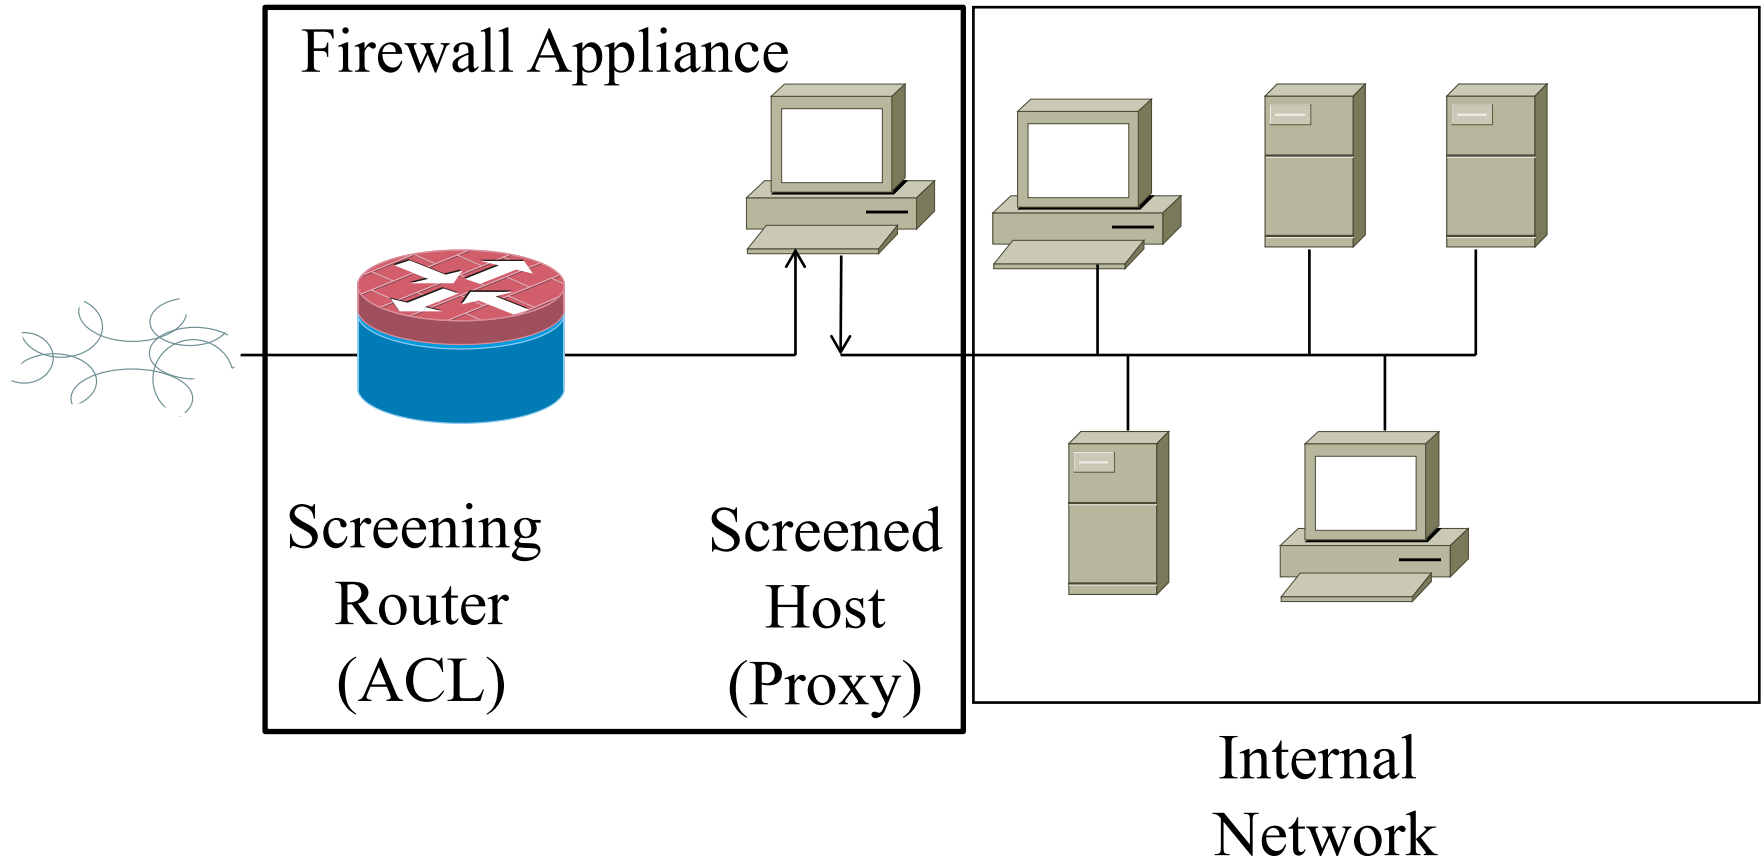 Firewall Appliance
Screening
Router
(ACL)
Screened
Host
(Proxy)
Internal
Network